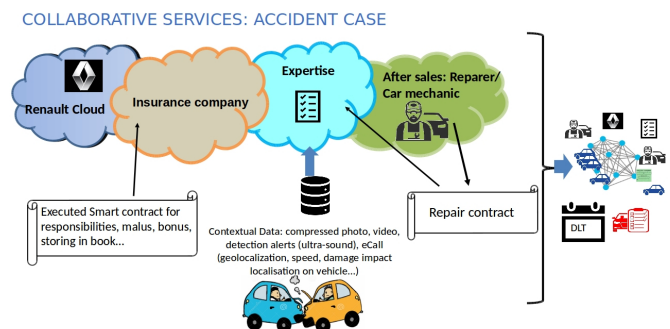 COLLABORATIVE SERVICES: ACCIDENT CASE
Renault Cloud
Insurance company
Expertise
After sales: Reparer/
Car mechanic
Executed Smart contract for
responsibilities, malus, bonus,
storing in book...
Contextual Data: compressed photo, video,
detection alerts (ultra-sound), eCall
(geolocalization, speed, damage impact
localisation on vehicle...)
Repair contract
DLT